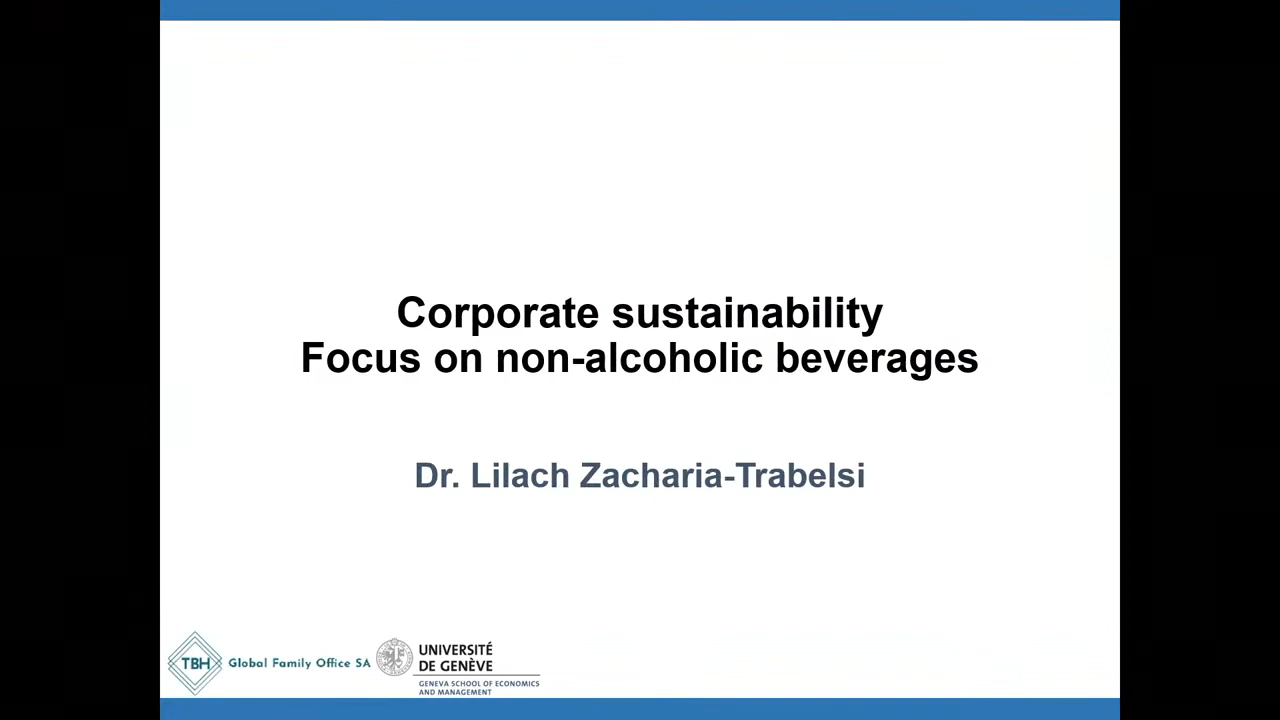 Corporate sustainability
Focus on non-alcoholic beverages
Dr. Lilach Zacharia-Trabelsi
TBH Global Family Office SA
UNIVERSITÉ
DE GENÈVE
GENEVA SCHOOL OF ECONOMICS
AND MANAGEMENT